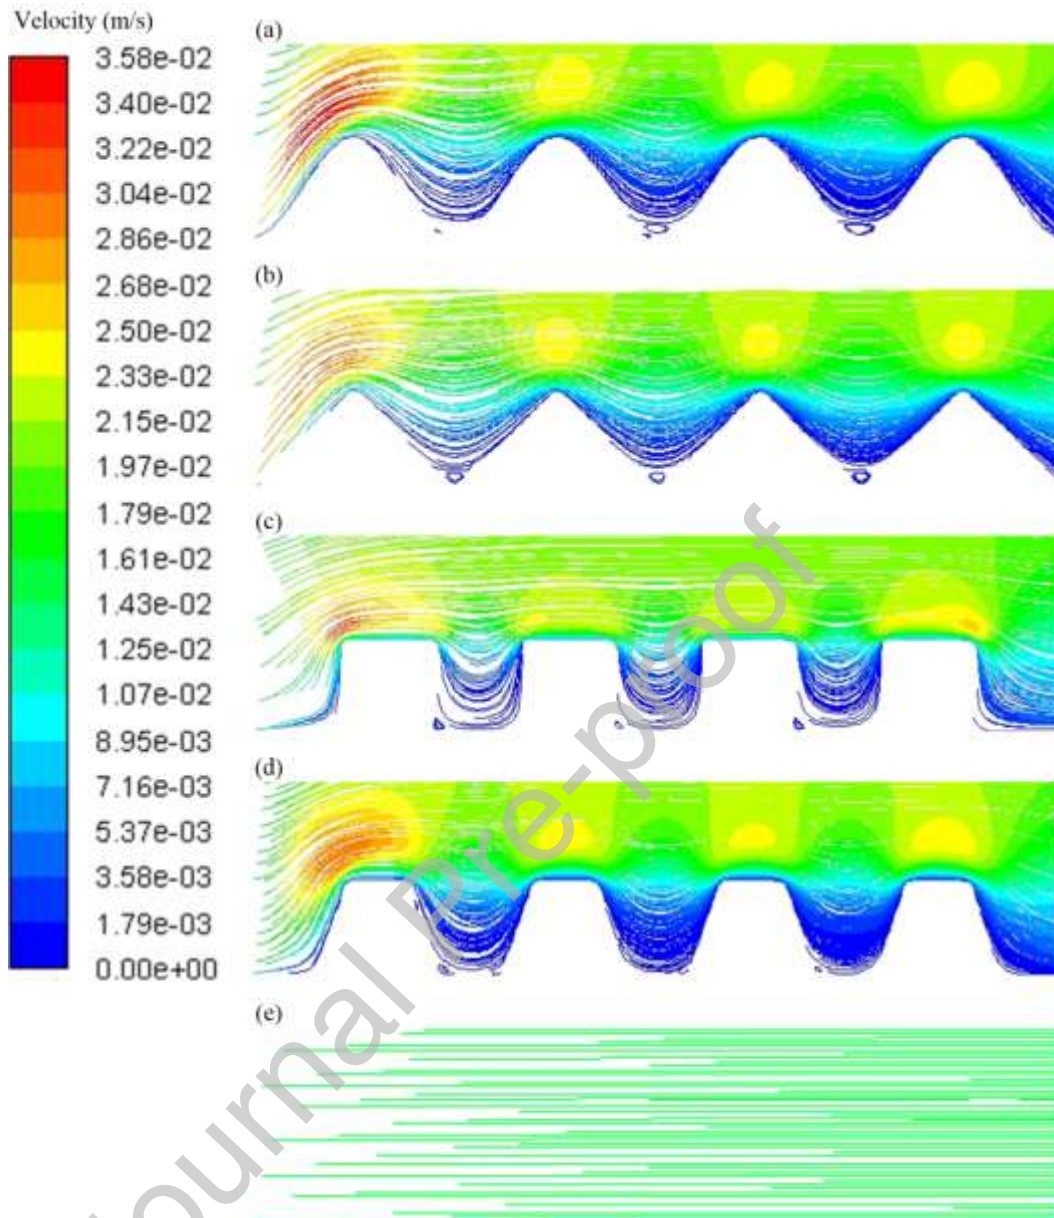 Velocity (m/s)
3.58e-02
3.40e-02
3.22e-02
3.04e-02
2.86e-02
2.68e-02
2.50e-02
2.33e-02
2.15e-02
1.97e-02
1.79e-02
1.61e-02
1.43e-02
1.25e-02
1.07e-02
8.95e-03
7.16e-03
5.37e-03
3.58e-03
1.79e-03
0.00e+00
(a)
(b)
(c)
(d)
(e)
Journal Pre-proof